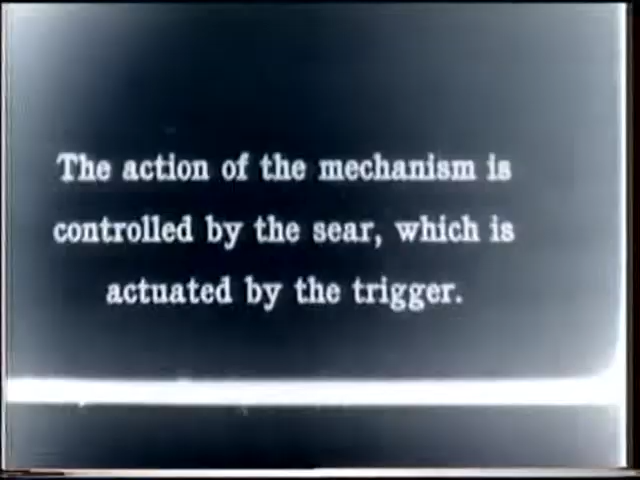 The action of the mechanism is
controlled by the sear, which is
actuated by the trigger.